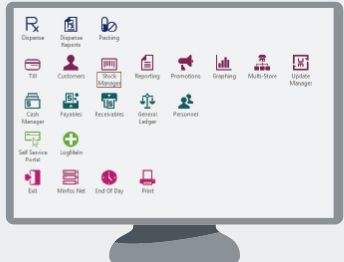 Dispense Dispense Reports Packing
Till Customers Stock Manager Reporting Promotions Graphing Multi-Store Update Manager
Cash Manager Payables Receivables General Ledger Personnel
Self Service Portal LogMeIn
Exit Minfos Net End Of Day Print